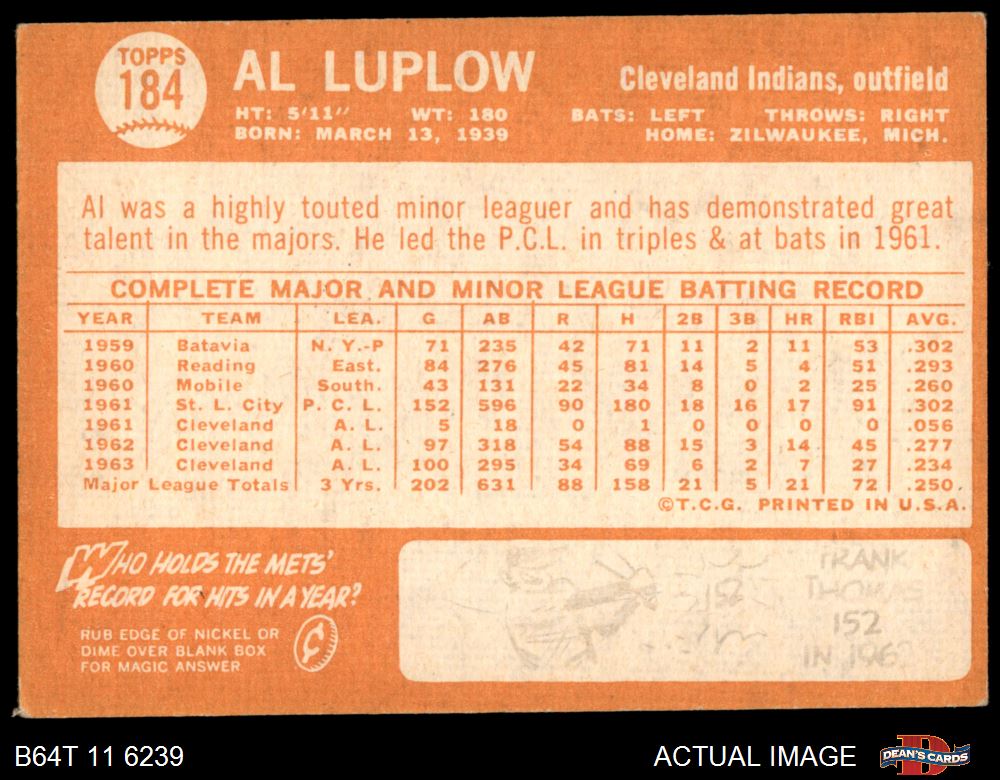 TOPPS
184
AL LUPLOW
Cleveland Indians, outfield
HT: 5'11" WT: 180 BATS: LEFT THROWS: RIGHT
BORN: MARCH 13, 1939 HOME: ZILWAUKEE, MICH.
Al was a highly touted minor leaguer and has demonstrated great
talent in the majors. He led the P.C.L. in triples & at bats in 1961.
COMPLETE MAJOR AND MINOR LEAGUE BATTING RECORD
YEAR TEAM LEA. G AB R H 2B 3B HR RBI AVG.
1959 Batavia N. Y.-P 71 235 42 71 11 2 11 53 .302
1960 Reading East. 84 276 45 81 14 5 4 51 .293
1960 Mobile South. 43 131 22 34 8 0 2 25 .260
1961 St. L. City P. C. L. 152 596 90 180 18 16 17 91 .302
1961 Cleveland A. L. 5 18 0 1 0 0 0 0 .056
1962 Cleveland A. L. 97 318 54 88 15 3 14 45 .277
1963 Cleveland A. L. 100 295 34 69 6 2 7 27 .234
Major League Totals 3 Yrs. 202 631 88 158 21 5 21 72 .250
©T.C.G. PRINTED IN U.S.A.
WHO HOLDS THE METS'
RECORD FOR HITS IN A YEAR?
RUB EDGE OF NICKEL OR
DIME OVER BLANK BOX
FOR MAGIC ANSWER
¢
152
FRANK
THOMAS
152
IN
B64T 11 6239
ACTUAL IMAGE
DEAN'S CARDS